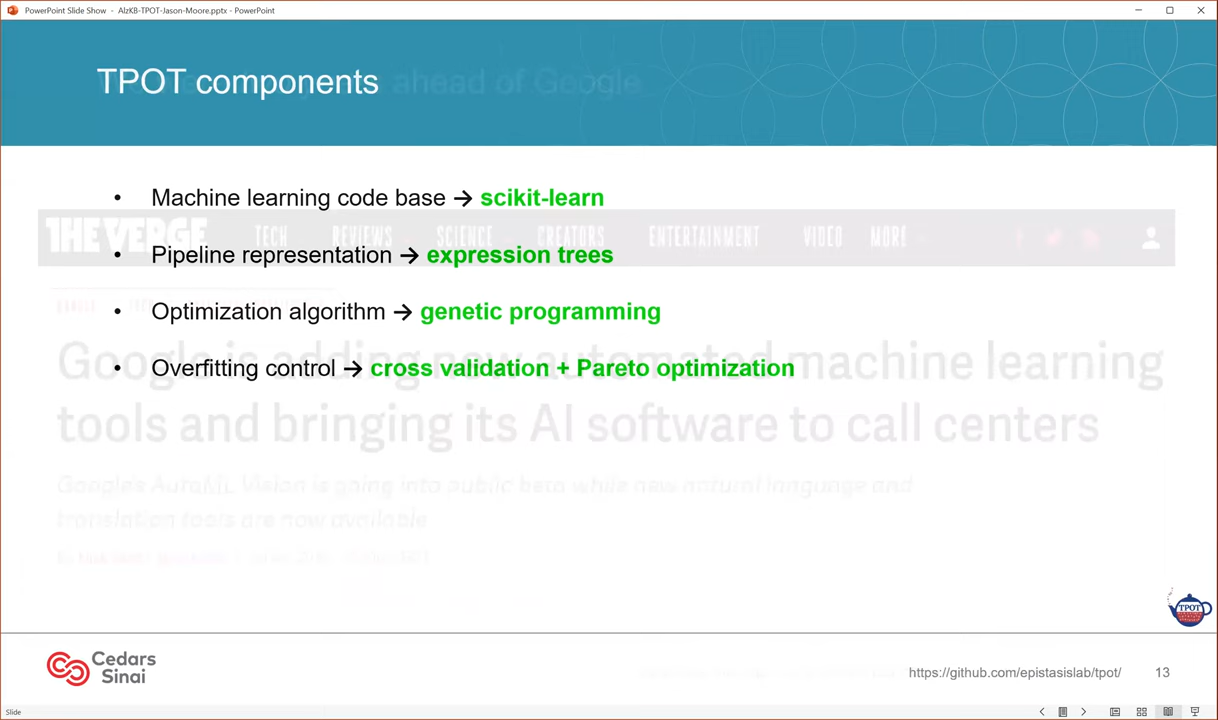 PowerPoint Slide Show - AlzKB-TPOT-Jason-Moore.pptx - PowerPoint
TPOT components
ahead of Google
• Machine learning code base → scikit-learn
THE VERGE TECH REVIEWS SCIENCE CREATORS ENTERTAINMENT VIDEO MORE
• Pipeline representation → expression trees
• Optimization algorithm → genetic programming
• Overfitting control → cross validation + Pareto optimization
Google is adding new automated machine learning
tools and bringing its AI software to call centers
Google's AutoML Vision is going into public beta while new natural language and
translation tools are now available
TPOT
Cedars
Sinai
https://github.com/epistasislab/tpot/
13
Slide